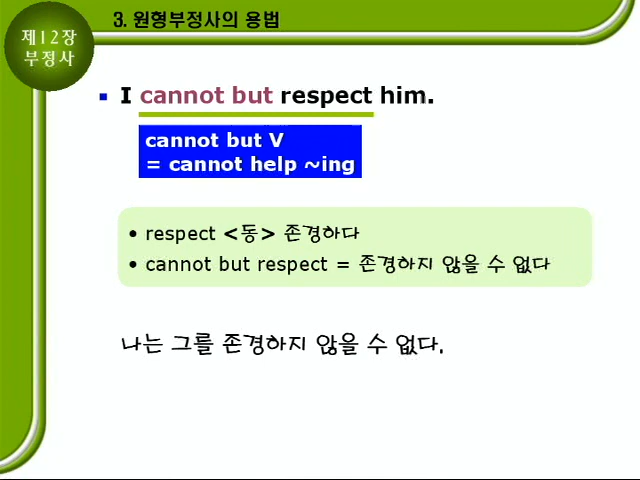 제12장
부정사
3. 원형부정사의 용법
I cannot but respect him.
cannot but V
= cannot help ~ing
• respect <동> 존경하다
• cannot but respect = 존경하지 않을 수 없다
나는 그를 존경하지 않을 수 없다.